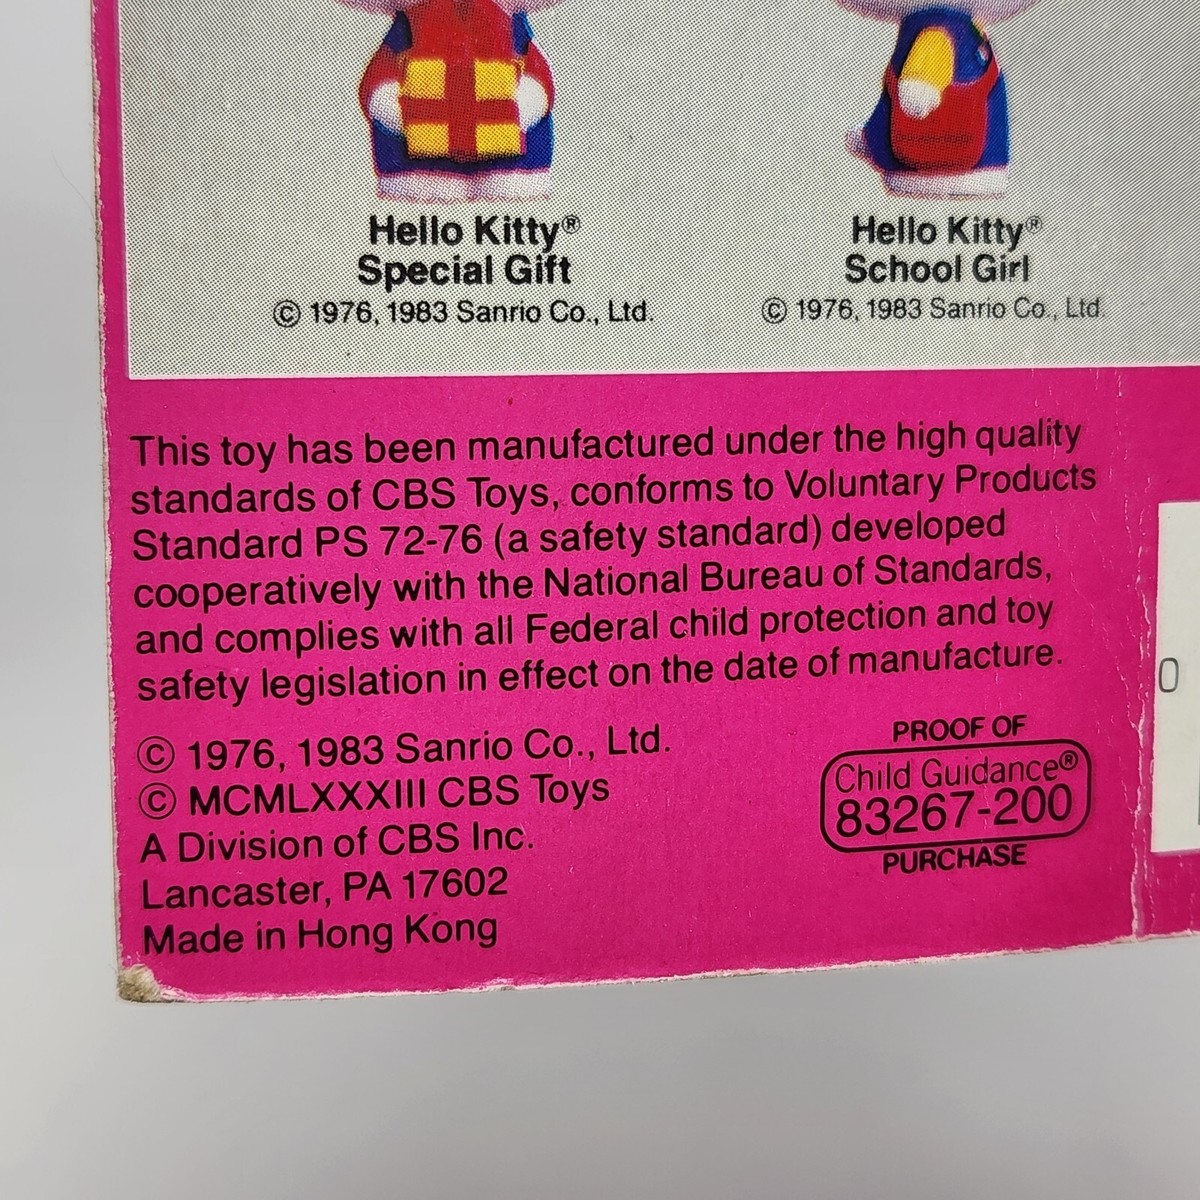 Hello Kitty®
Special Gift
© 1976, 1983 Sanrio Co., Ltd.
Hello Kitty®
School Girl
© 1976, 1983 Sanrio Co., Ltd.
This toy has been manufactured under the high quality
standards of CBS Toys, conforms to Voluntary Products
Standard PS 72-76 (a safety standard) developed
cooperatively with the National Bureau of Standards,
and complies with all Federal child protection and toy
safety legislation in effect on the date of manufacture.
© 1976, 1983 Sanrio Co., Ltd.
© MCMLXXXIII CBS Toys
A Division of CBS Inc.
Lancaster, PA 17602
Made in Hong Kong
PROOF OF
Child Guidance®
83267-200
PURCHASE
0